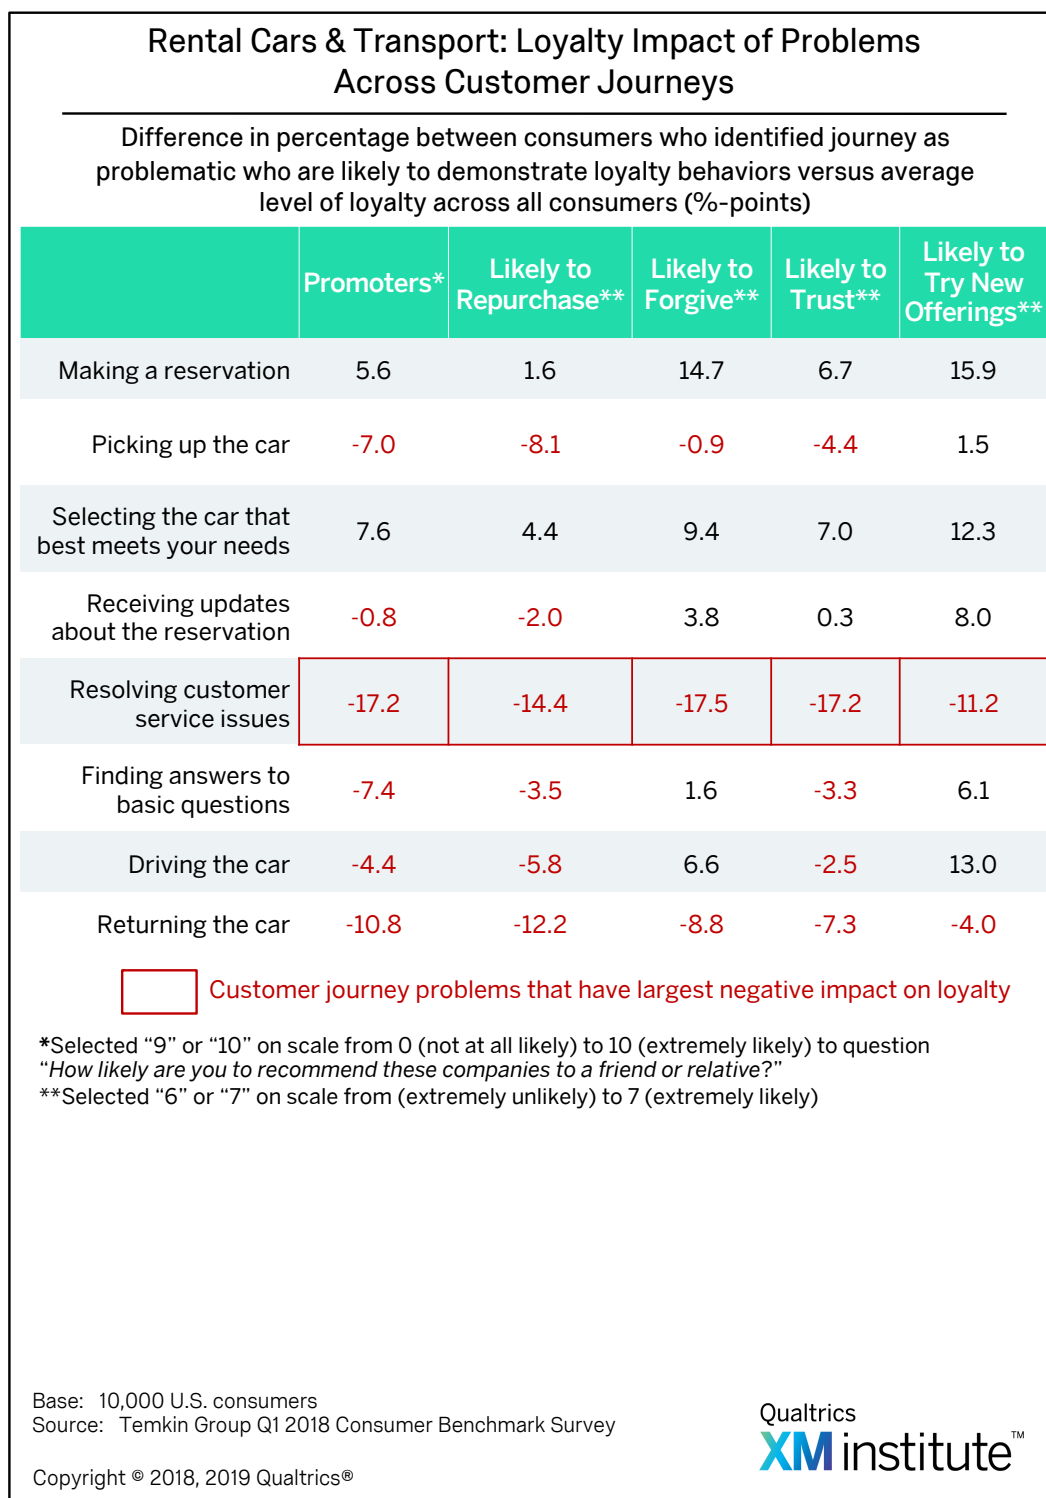 Rental Cars & Transport: Loyalty Impact of Problems
Across Customer Journeys
Difference in percentage between consumers who identified journey as
problematic who are likely to demonstrate loyalty behaviors versus average
level of loyalty across all consumers (%-points)
Promoters* Likely to Repurchase** Likely to Forgive** Likely to Trust** Likely to Try New Offerings**
Making a reservation 5.6 1.6 14.7 6.7 15.9
Picking up the car -7.0 -8.1 -0.9 -4.4 1.5
Selecting the car that best meets your needs 7.6 4.4 9.4 7.0 12.3
Receiving updates about the reservation -0.8 -2.0 3.8 0.3 8.0
Resolving customer service issues -17.2 -14.4 -17.5 -17.2 -11.2
Finding answers to basic questions -7.4 -3.5 1.6 -3.3 6.1
Driving the car -4.4 -5.8 6.6 -2.5 13.0
Returning the car -10.8 -12.2 -8.8 -7.3 -4.0
Customer journey problems that have largest negative impact on loyalty
*Selected “9” or “10” on scale from 0 (not at all likely) to 10 (extremely likely) to question
“How likely are you to recommend these companies to a friend or relative?”
**Selected “6” or “7” on scale from (extremely unlikely) to 7 (extremely likely)
Base: 10,000 U.S. consumers
Source: Temkin Group Q1 2018 Consumer Benchmark Survey
Copyright © 2018, 2019 Qualtrics®
Qualtrics
XM institute™